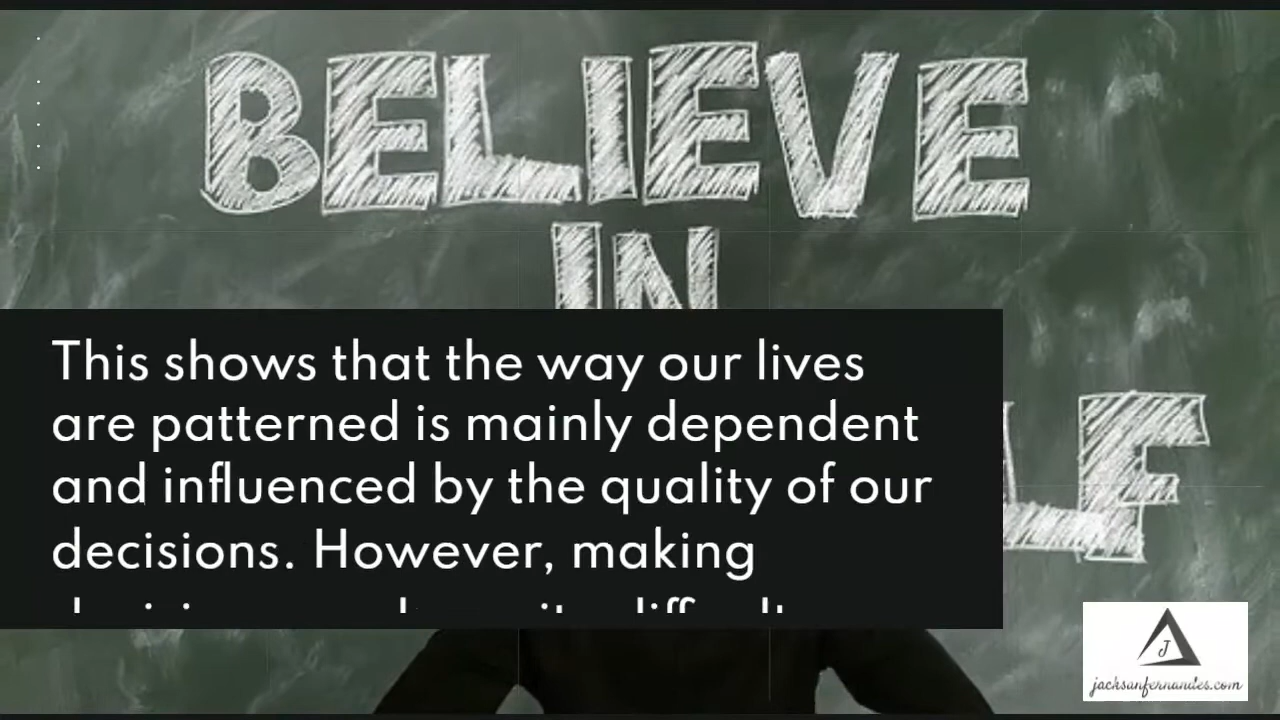 BELIEVE
IN
This shows that the way our lives
are patterned is mainly dependent
and influenced by the quality of our
decisions. However, making
J
jacksanfernandes.com